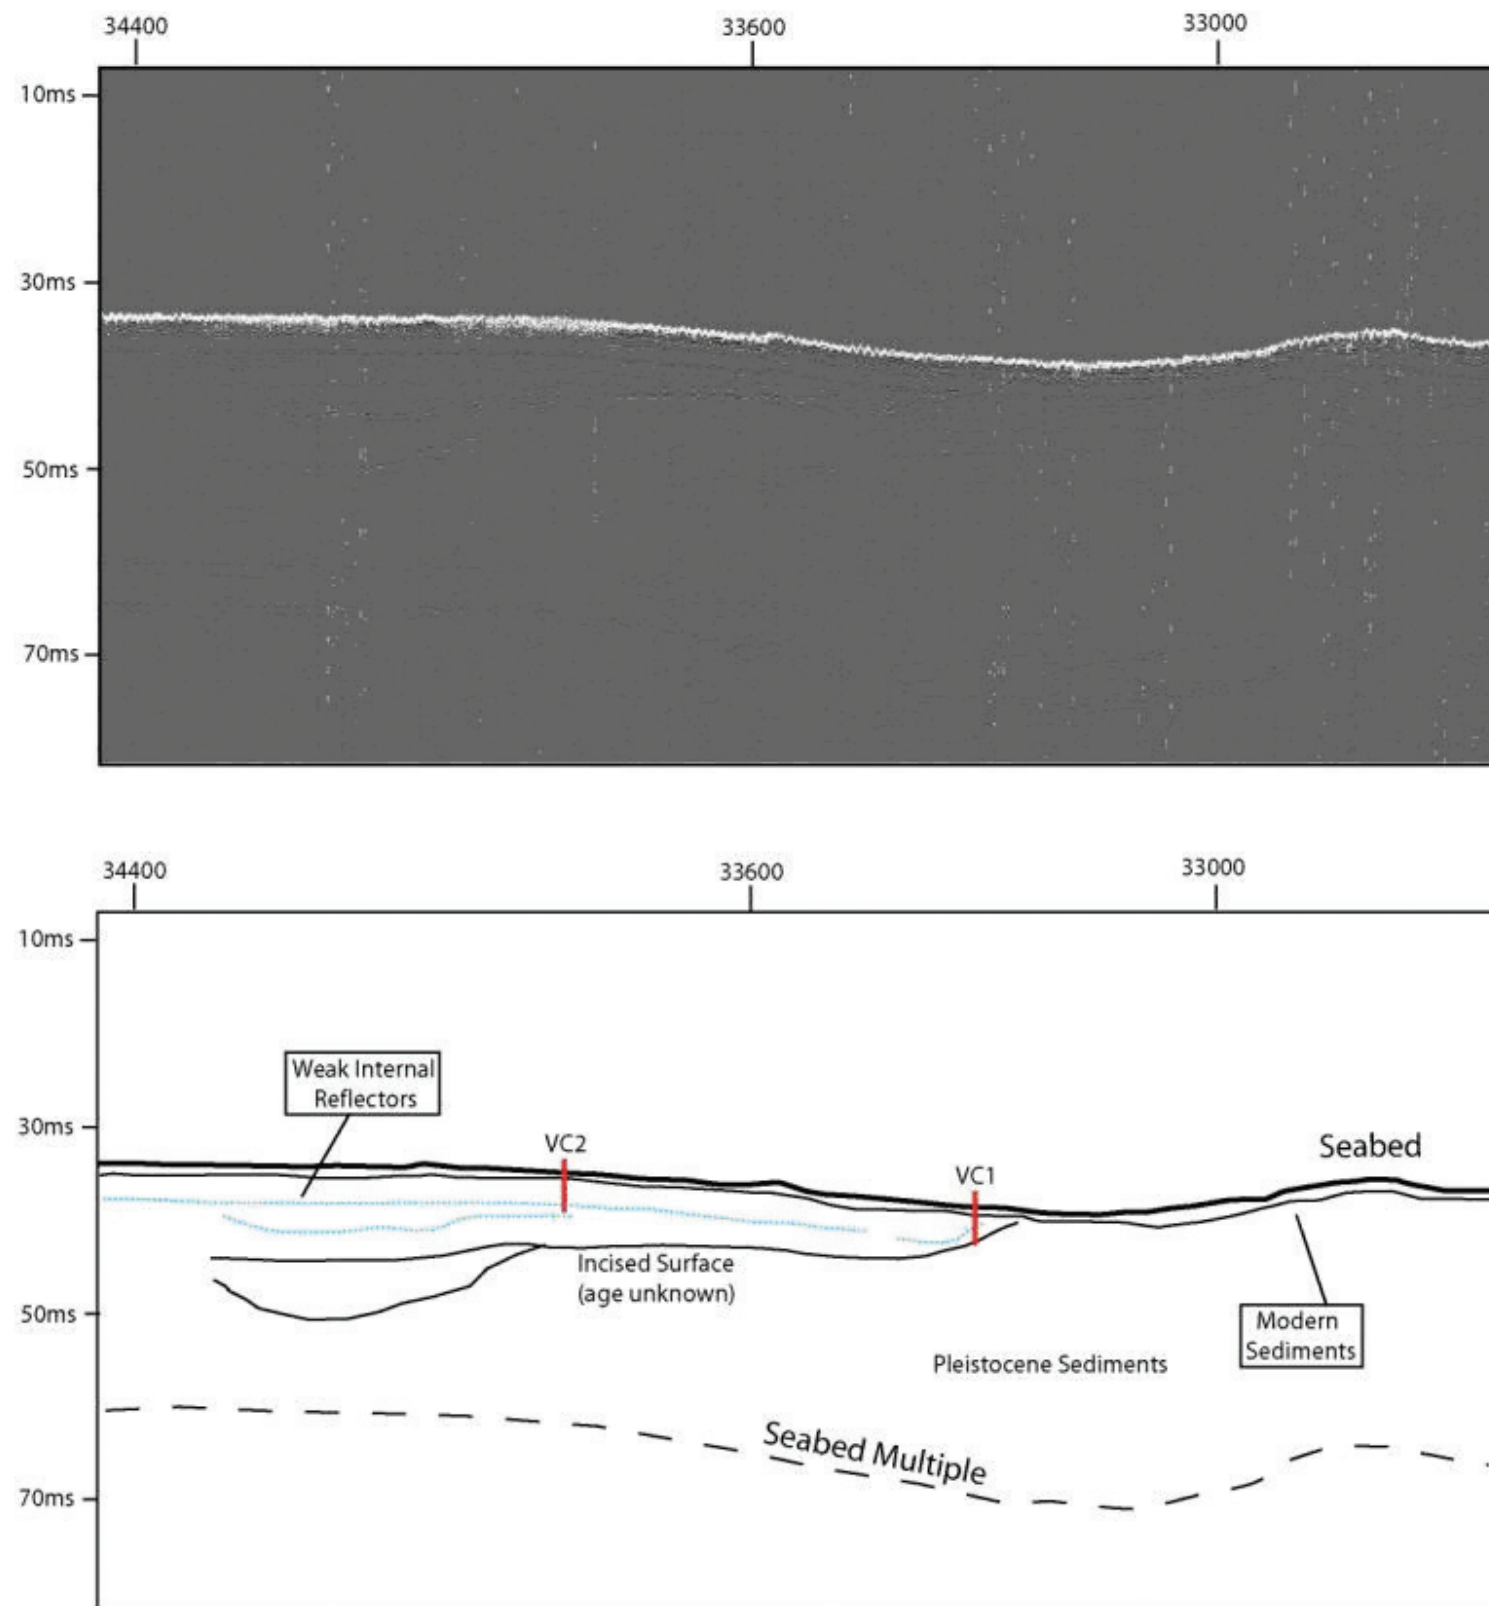 34400
33600
33000
10ms
30ms
50ms
70ms
34400
33600
33000
10ms
Weak Internal
Reflectors
30ms
VC2
VC1
Seabed
Incised Surface
(age unknown)
50ms
Modern
Sediments
Pleistocene Sediments
Seabed Multiple
70ms